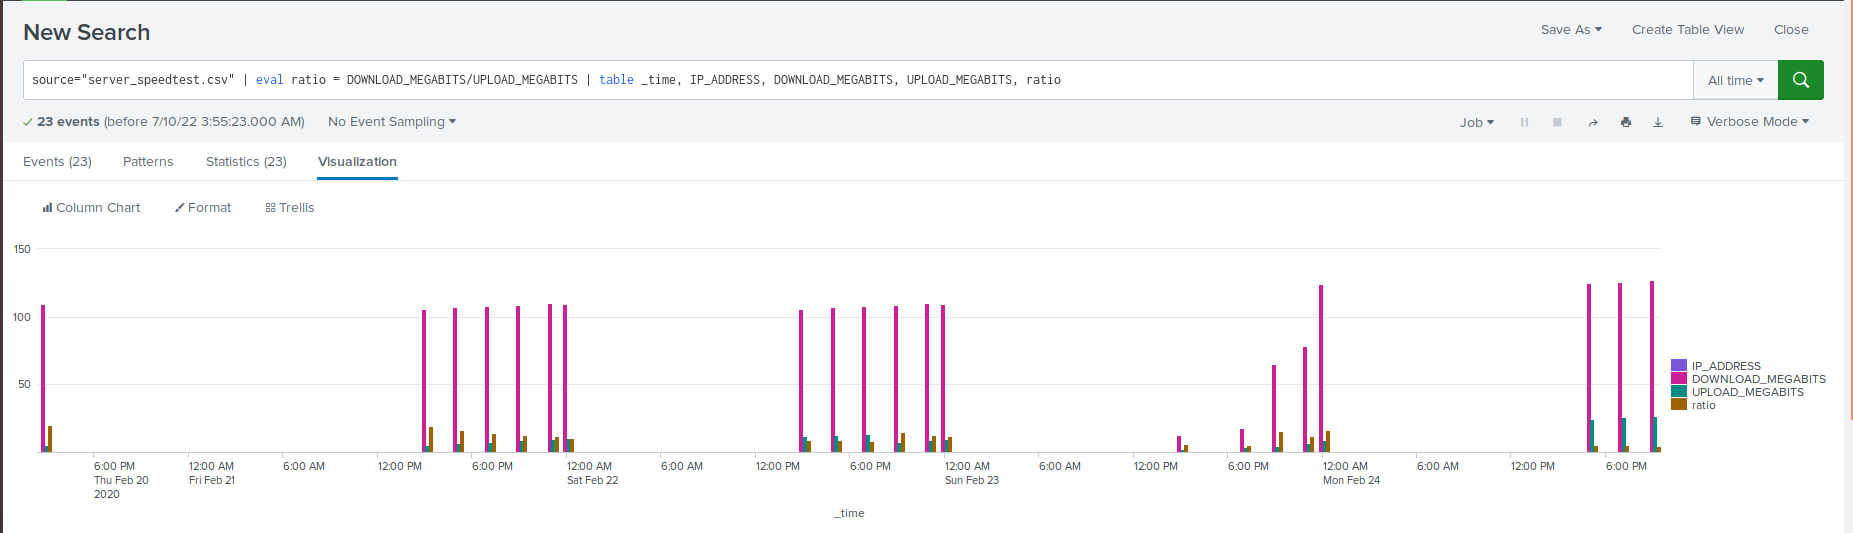 New Search
Save As
Create Table View
Close
source="server_speedtest.csv" | eval ratio = DOWNLOAD_MEGABITS/UPLOAD_MEGABITS | table _time, IP_ADDRESS, DOWNLOAD_MEGABITS, UPLOAD_MEGABITS, ratio
All time
23 events (before 7/10/22 3:55:23.000 AM)
No Event Sampling
Job
Verbose Mode
Events (23)
Patterns
Statistics (23)
Visualization
Column Chart
Format
Trellis
150
100
50
IP_ADDRESS
DOWNLOAD_MEGABITS
UPLOAD_MEGABITS
ratio
6:00 PM
Thu Feb 20
2020
12:00 AM
Fri Feb 21
6:00 AM
12:00 PM
6:00 PM
12:00 AM
Sat Feb 22
6:00 AM
12:00 PM
6:00 PM
12:00 AM
Sun Feb 23
6:00 AM
12:00 PM
6:00 PM
12:00 AM
Mon Feb 24
6:00 AM
12:00 PM
6:00 PM
_time